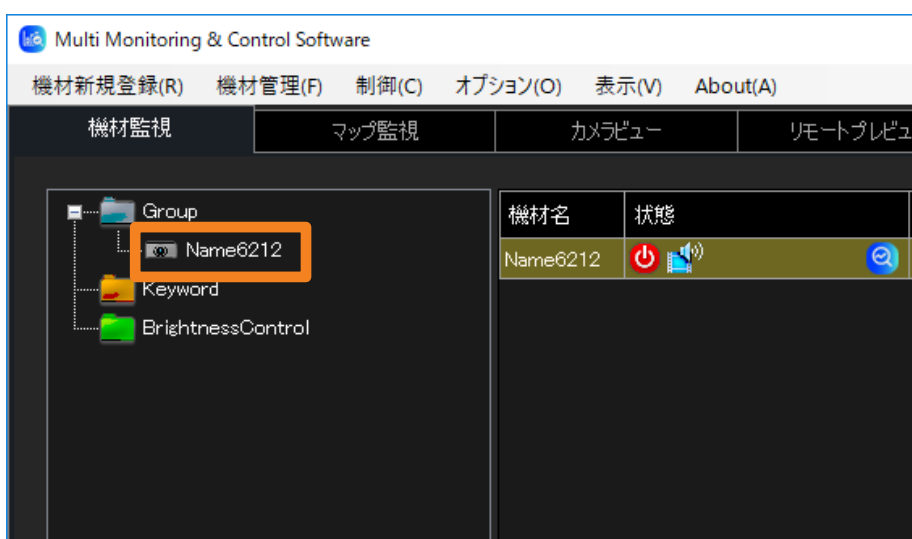 Multi Monitoring & Control Software
機材新規登録(R) 機材管理(F) 制御(C) オプション(O) 表示(V) About(A)
機材監視 マップ監視 カメラビュー リモートプレビュ
Group
Name6212
Keyword
BrightnessControl
機材名 状態
Name6212